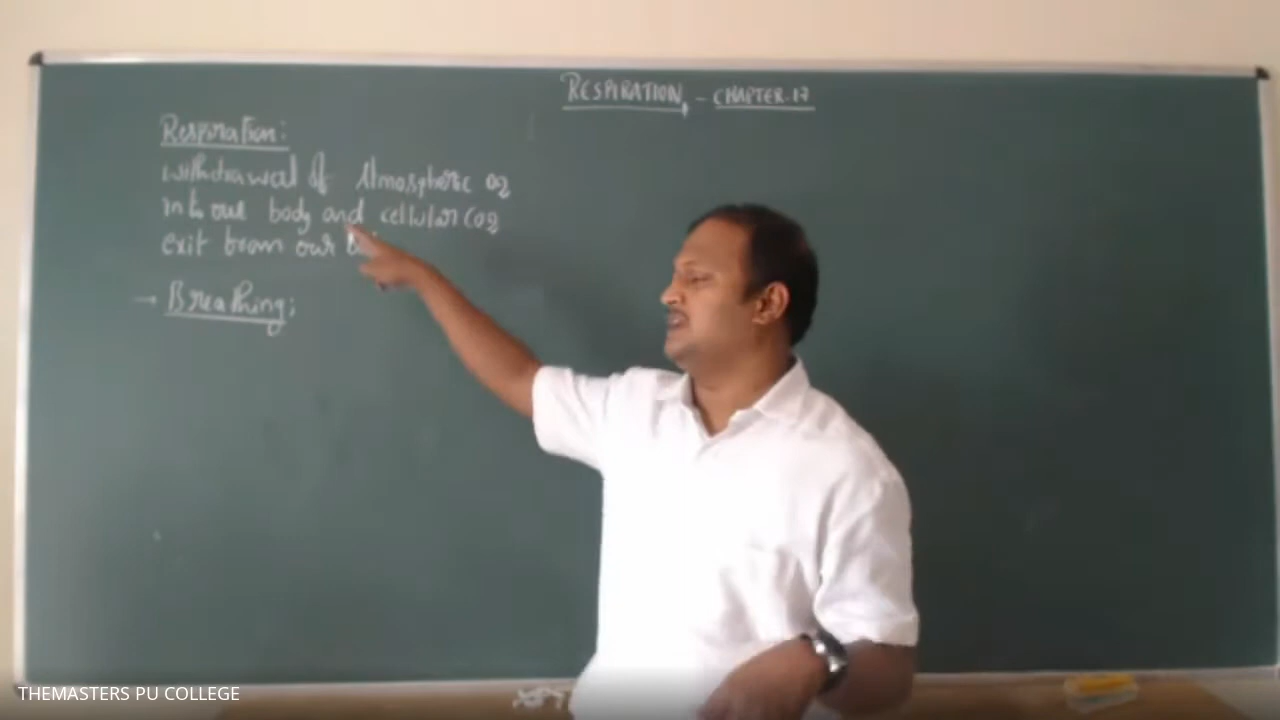 RESPIRATION, - CHAPTER.17
Respiration:
withdrawal of Atmospheric O2
into our body and cellular CO2
exit from our
→ Breathing:
THEMASTERS PU COLLEGE